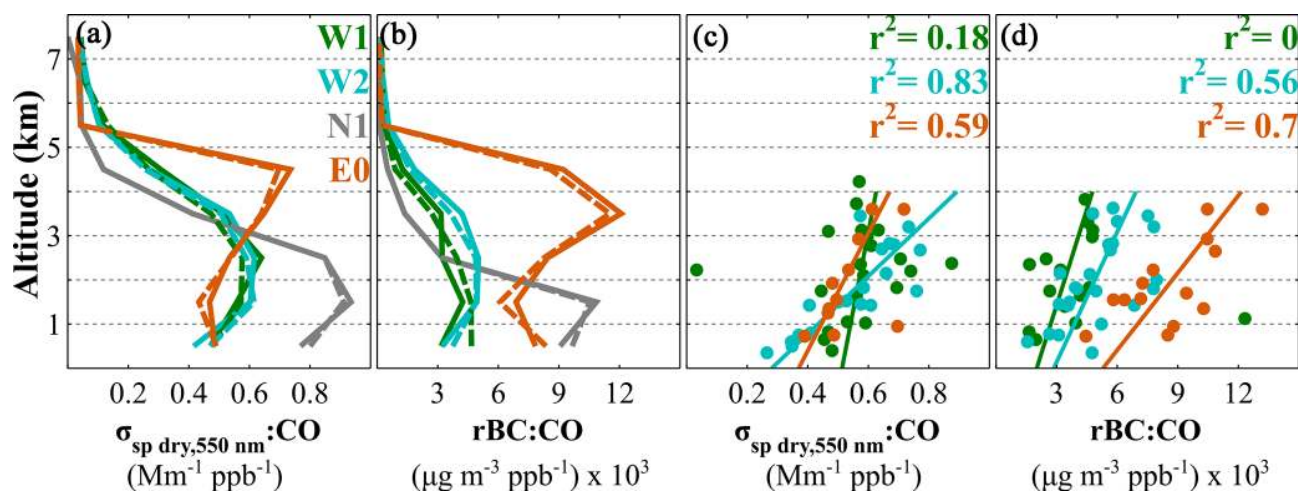 (a) (b) (c) (d)
W1
W2
N1
E0
r²= 0.18
r²= 0.83
r²= 0.59
r²= 0
r²= 0.56
r²= 0.7
Altitude (km)
7
5
3
1
0.2 0.4 0.6 0.8
3 6 9 12
0.2 0.4 0.6 0.8
3 6 9 12
σsp dry,550 nm:CO
(Mm⁻¹ ppb⁻¹)
rBC:CO
(μg m⁻³ ppb⁻¹) x 10³
σsp dry,550 nm:CO
(Mm⁻¹ ppb⁻¹)
rBC:CO
(μg m⁻³ ppb⁻¹) x 10³